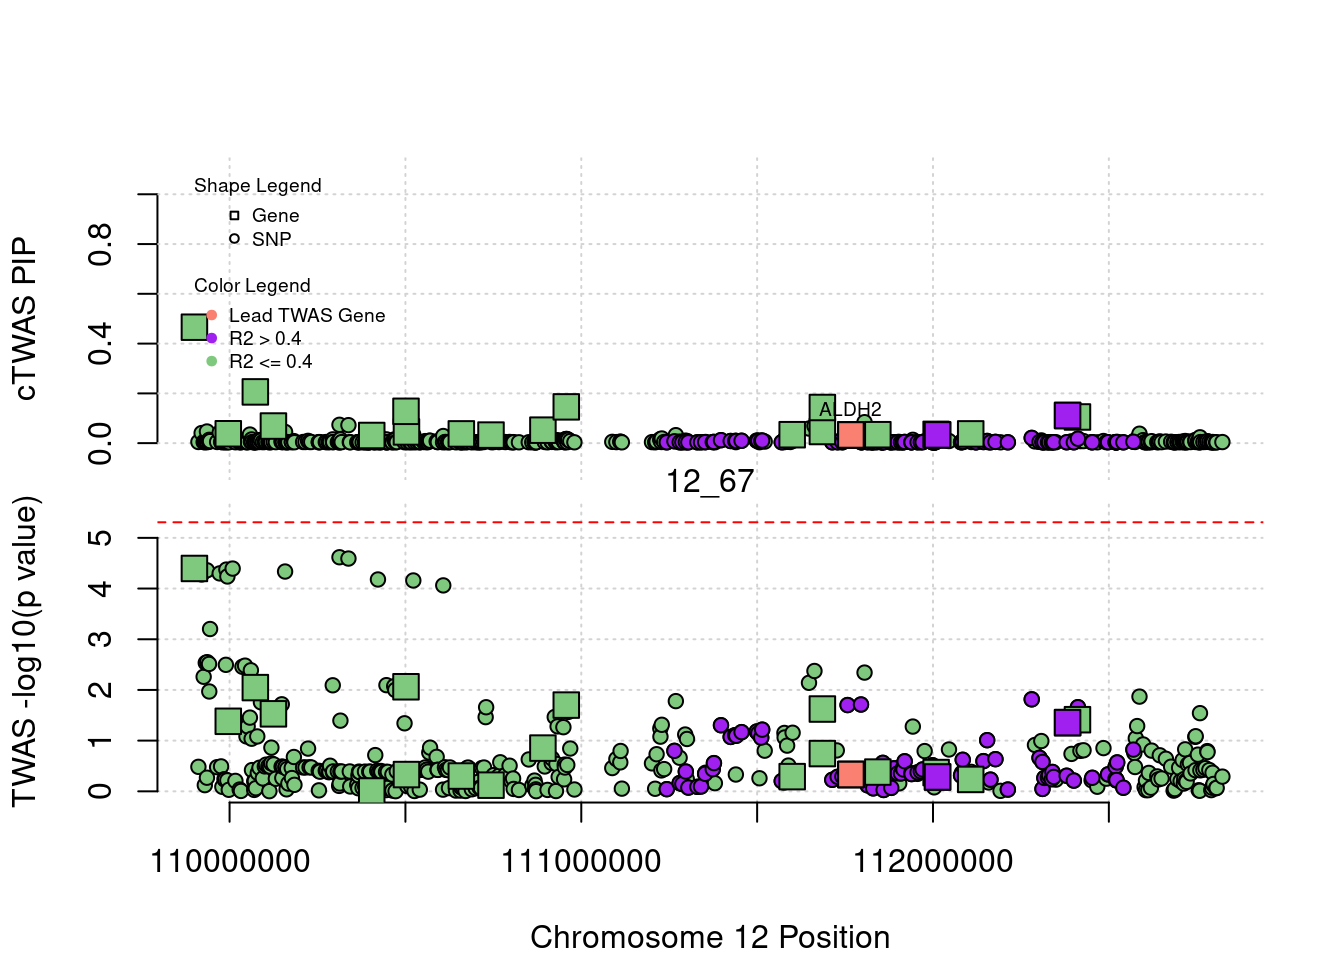 Shape Legend
Gene
SNP
Color Legend
Lead TWAS Gene
R2 > 0.4
R2 <= 0.4
cTWAS PIP
0.8
0.4
0.0
ALDH2
12_67
TWAS -log10(p value)
5
4
3
2
1
0
110000000 111000000 112000000
Chromosome 12 Position